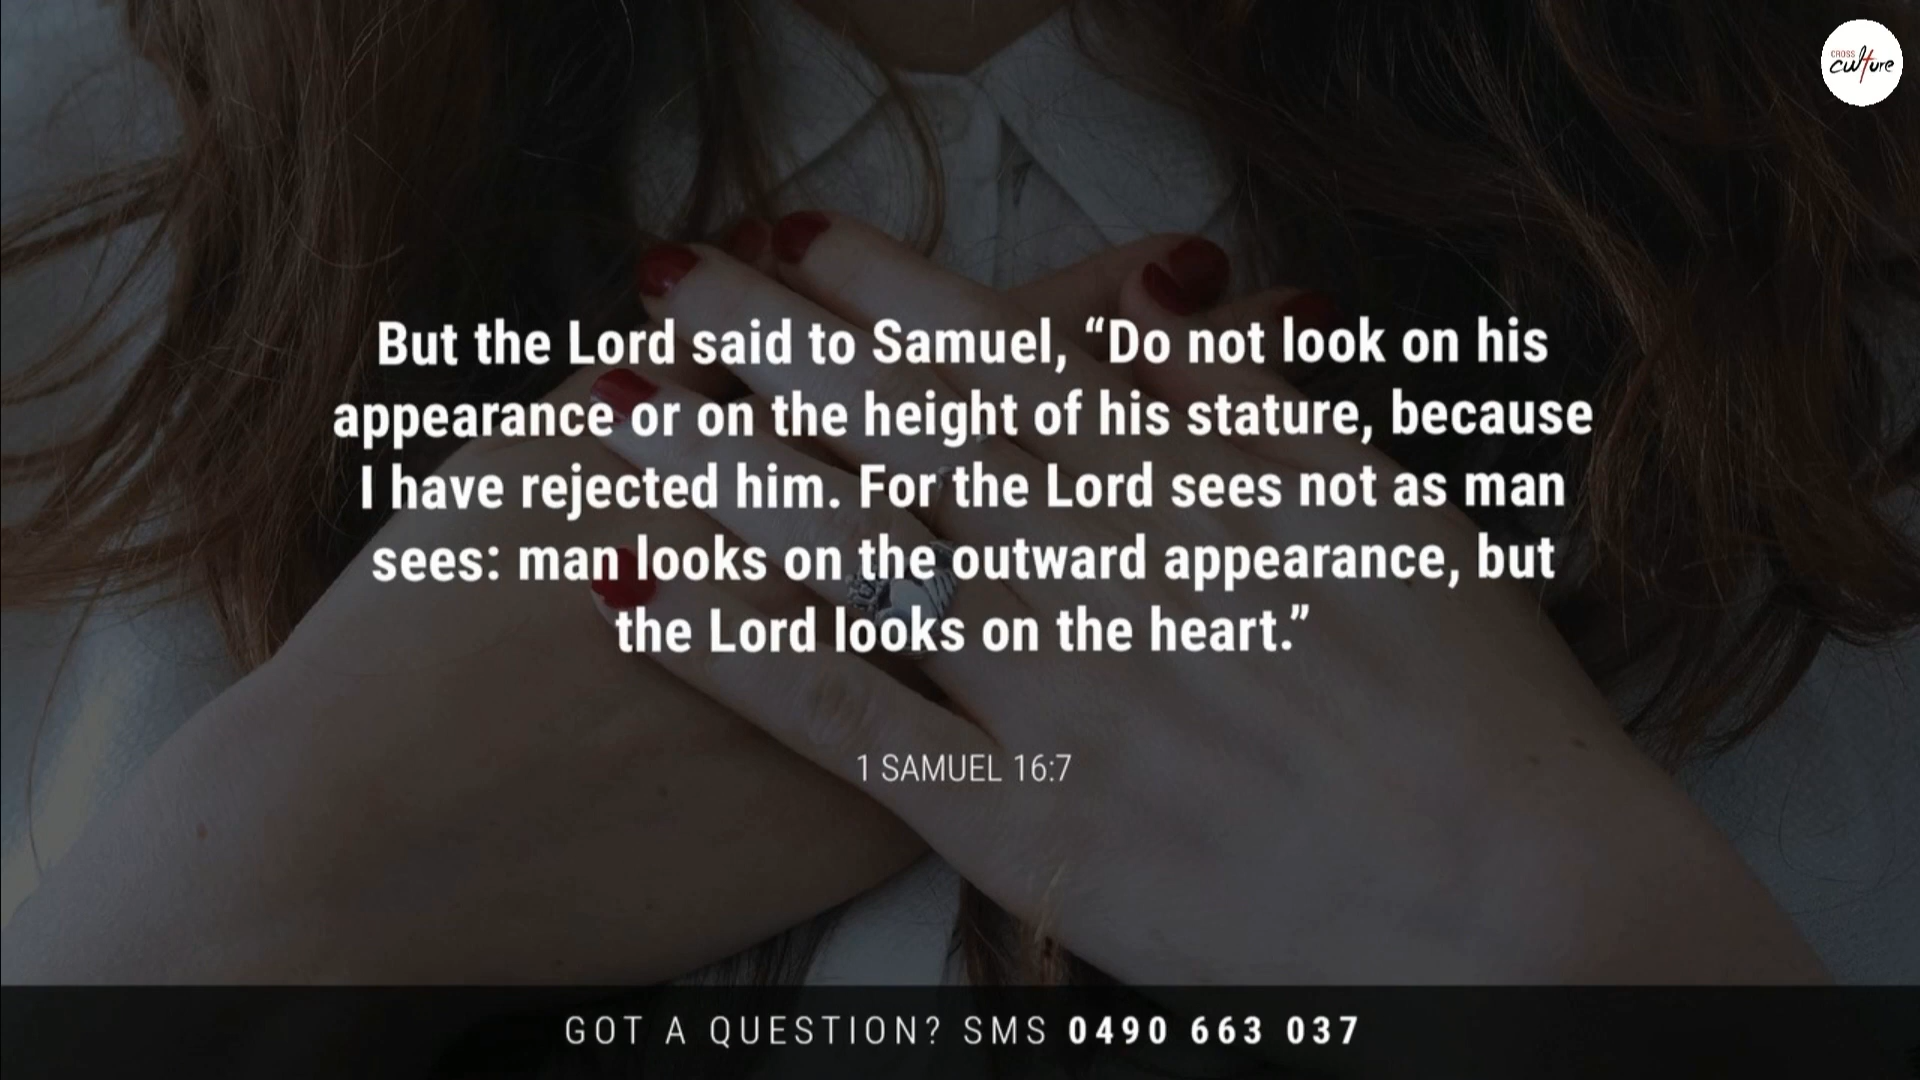 CROSS
culture
But the Lord said to Samuel, “Do not look on his
appearance or on the height of his stature, because
I have rejected him. For the Lord sees not as man
sees: man looks on the outward appearance, but
the Lord looks on the heart.”
1 SAMUEL 16:7
GOT A QUESTION? SMS 0490 663 037